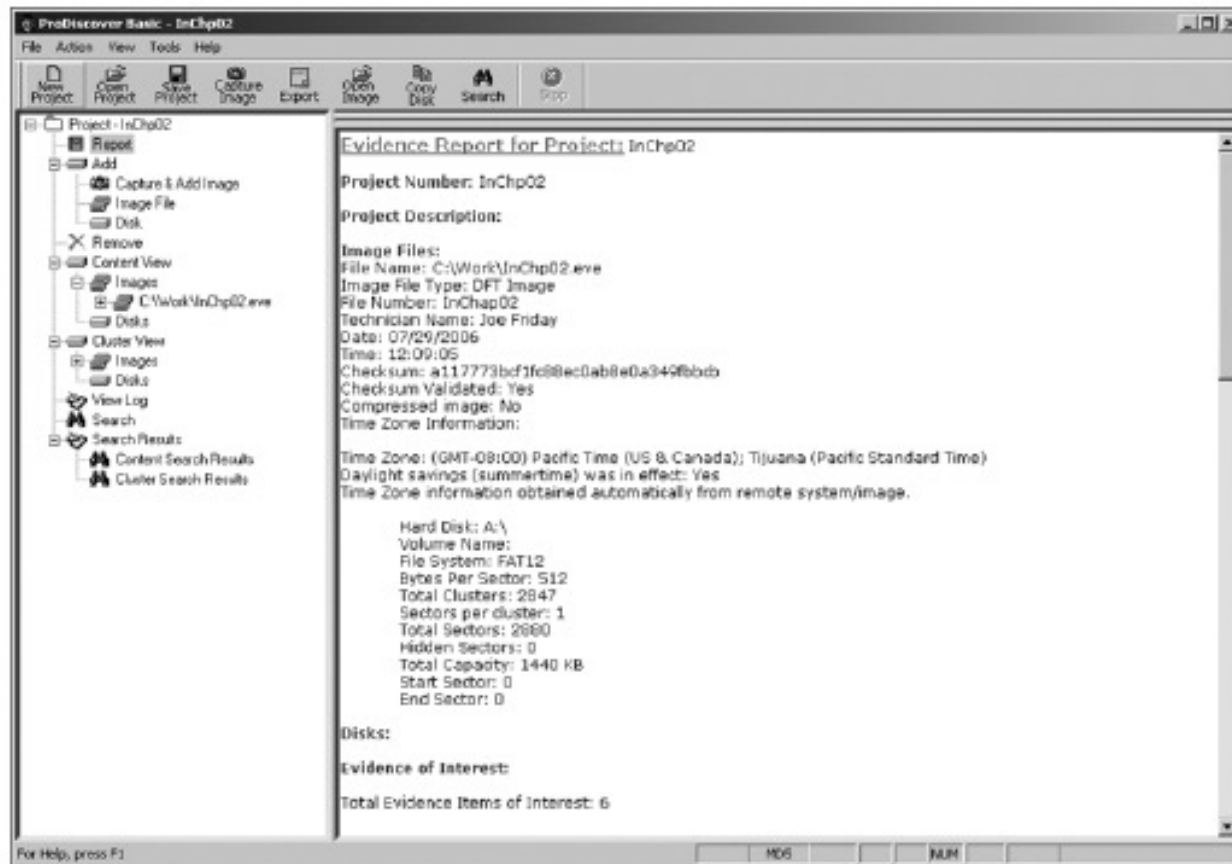 ProDiscover Basic - InChp02
File Action View Tools Help
New Project
Open Project
Save Project
Capture Image
Export
Open Image
Copy Disk
Search
Stop
Project - InChp02
Report
Add
Capture & Add Image
Image File
Disk
Remove
Content View
Images
C:\Work\InChp02.eve
Disks
Cluster View
Images
Disks
View Log
Search
Search Results
Content Search Results
Cluster Search Results
Evidence Report for Project: InChp02
Project Number: InChp02
Project Description:
Image Files:
File Name: C:\Work\InChp02.eve
Image File Type: DFT Image
File Number: InChap02
Technician Name: Joe Friday
Date: 07/29/2006
Time: 12:09:05
Checksum: a117773bcf1fc88ec0ab8e0a349fbbcb
Checksum Validated: Yes
Compressed image: No
Time Zone Information:
Time Zone: (GMT-08:00) Pacific Time (US & Canada); Tijuana (Pacific Standard Time)
Daylight savings (summertime) was in effect: Yes
Time Zone information obtained automatically from remote system/image.
Hard Disk: A:\
Volume Name:
File System: FAT12
Bytes Per Sector: 512
Total Clusters: 2847
Sectors per cluster: 1
Total Sectors: 2880
Hidden Sectors: 0
Total Capacity: 1440 KB
Start Sector: 0
End Sector: 0
Disks:
Evidence of Interest:
Total Evidence Items of Interest: 6
For Help, press F1
MD5
NUM